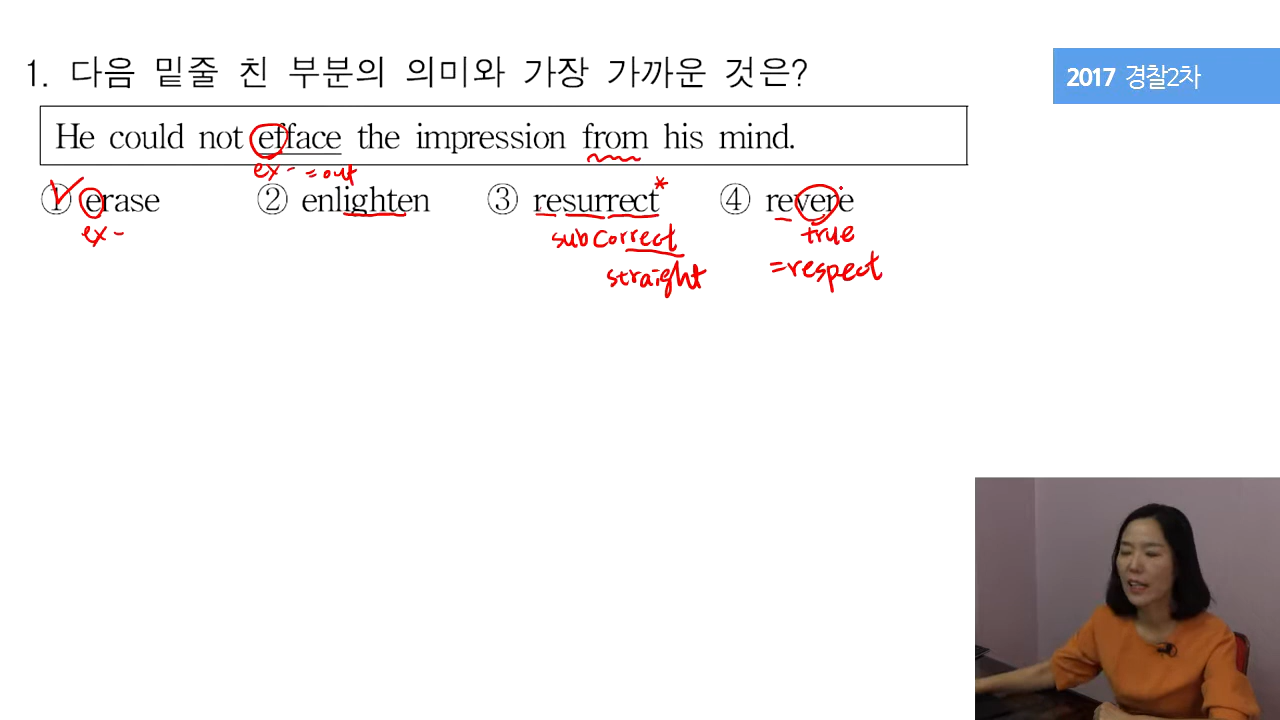 1. 다음 밑줄 친 부분의 의미와 가장 가까운 것은?
2017 경찰2차
He could not efface the impression from his mind.
ex- = out
① erase ② enlighten ③ resurrect* ④ revere
ex-
sub correct
true
straight
=respect